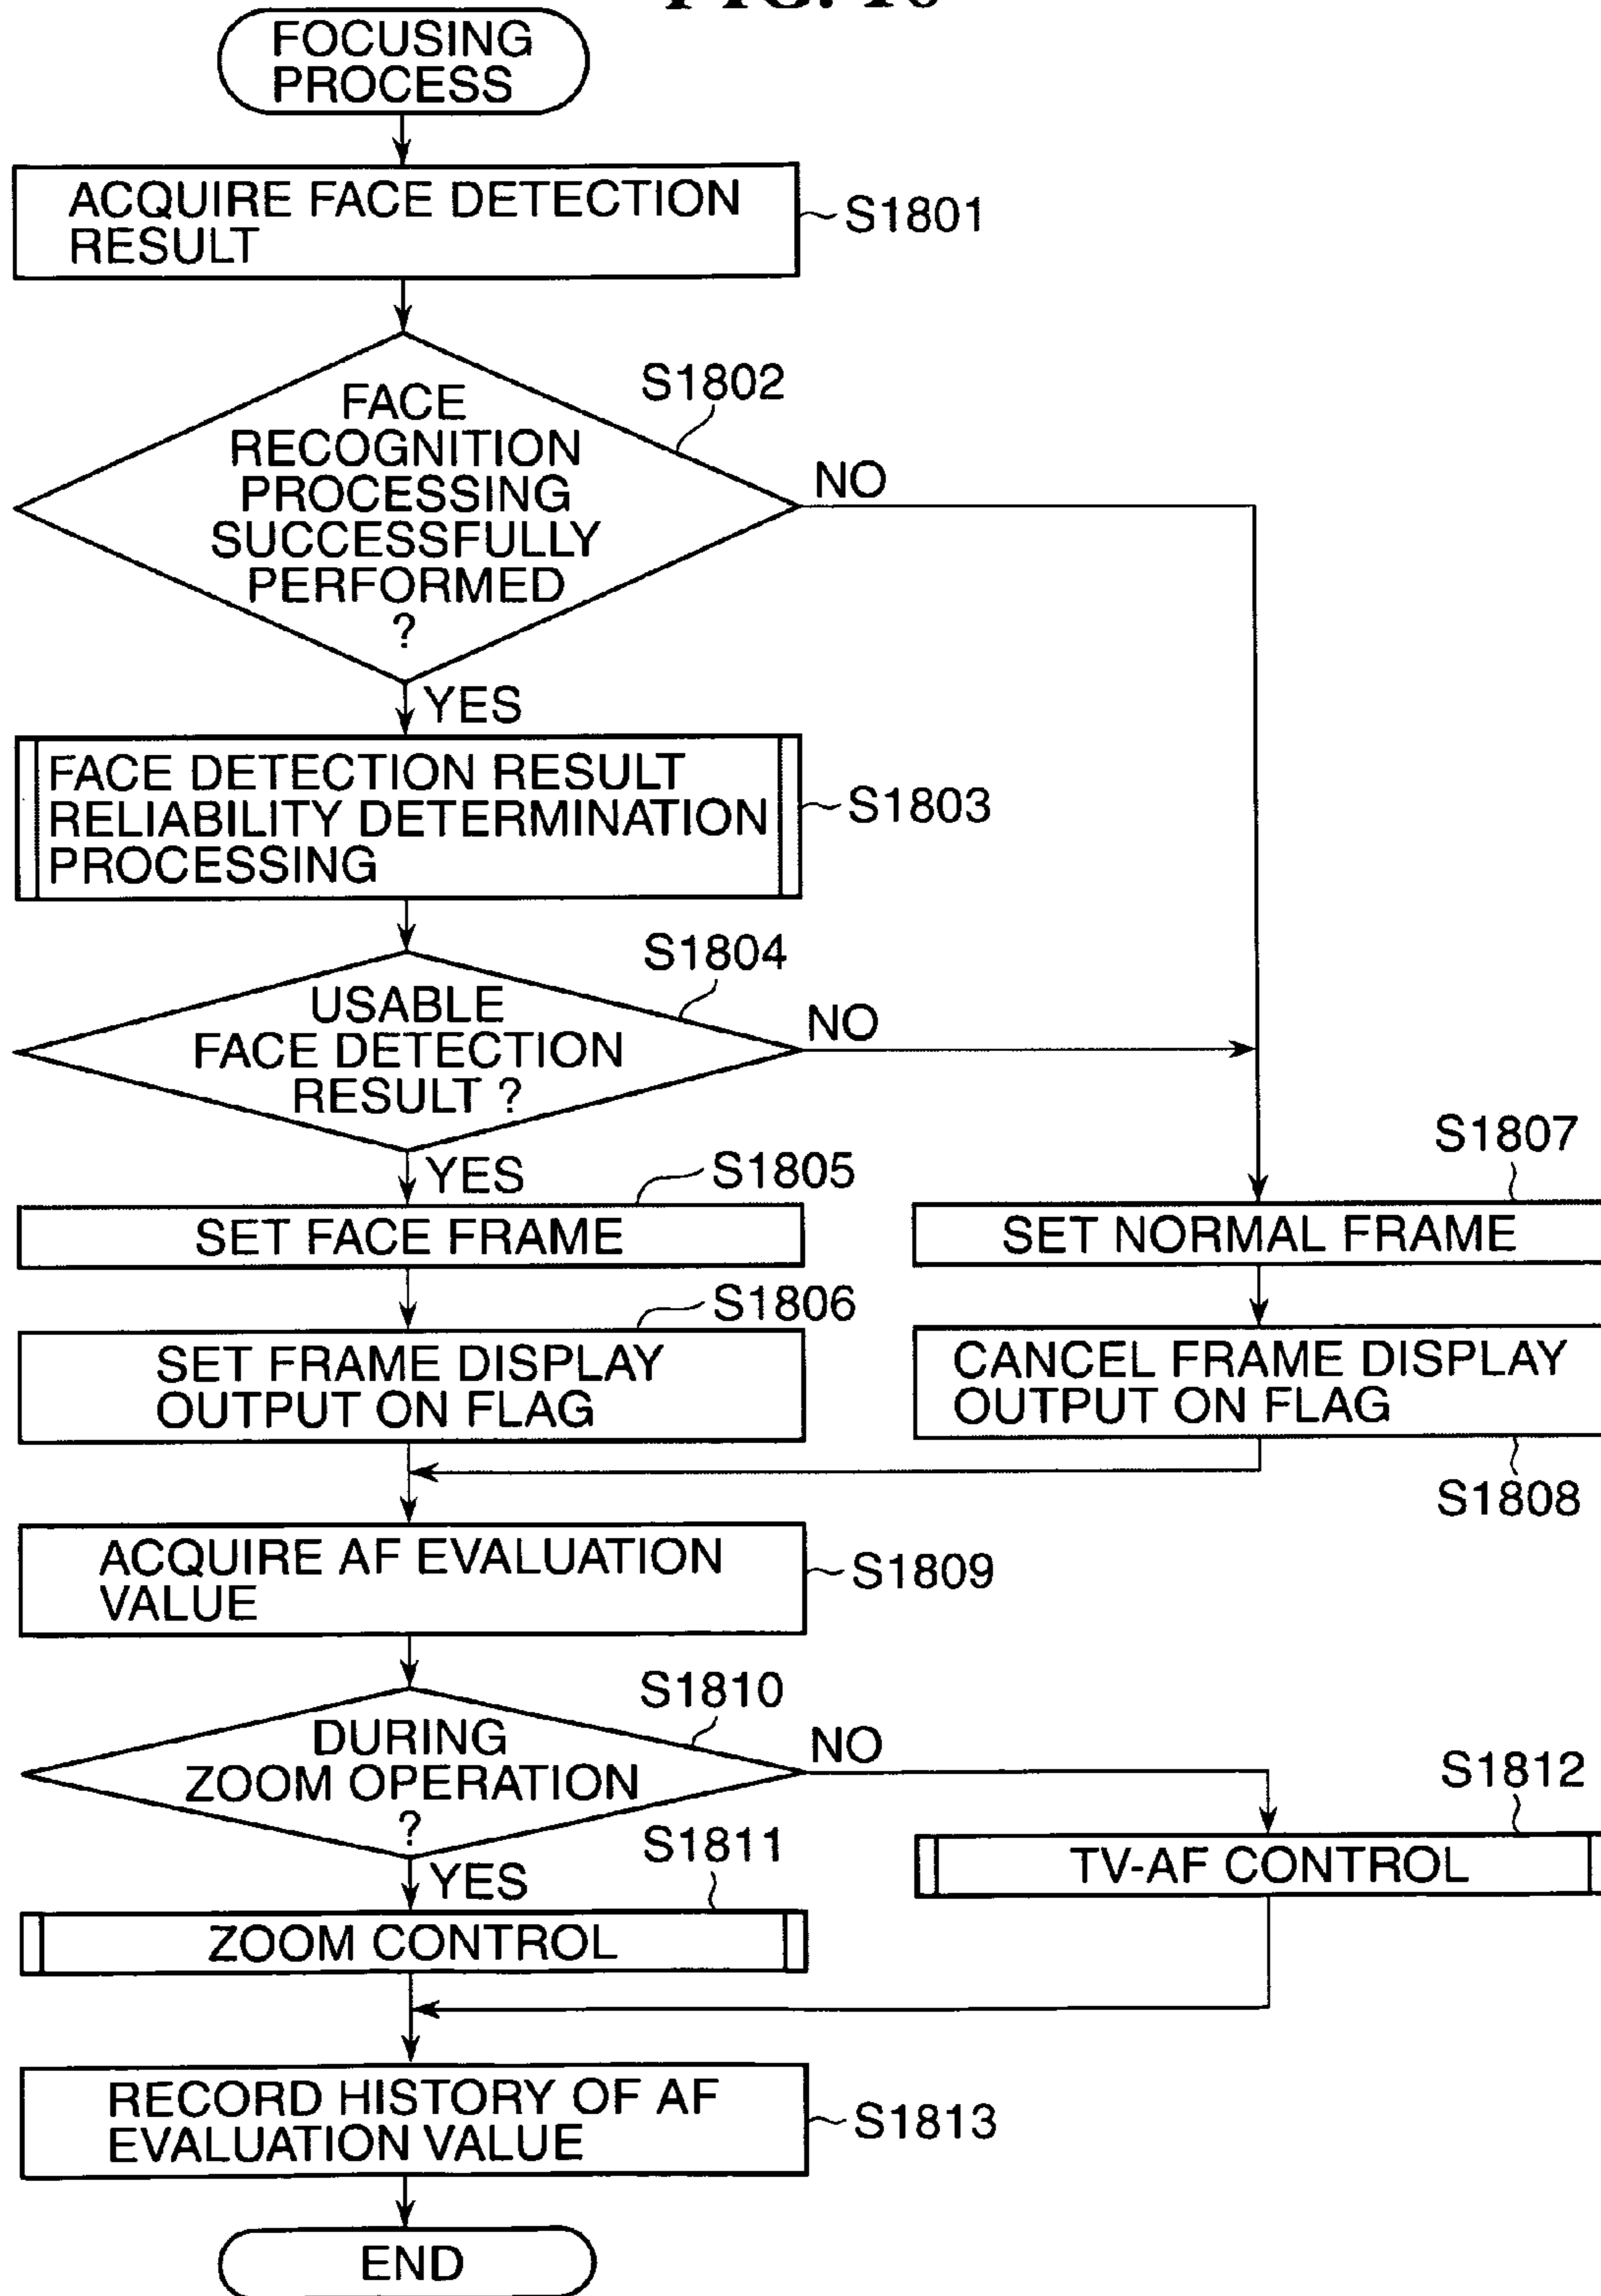 FOCUSING
PROCESS
ACQUIRE FACE DETECTION
RESULT
S1801
FACE
RECOGNITION
PROCESSING
SUCCESSFULLY
PERFORMED
?
S1802
NO
YES
FACE DETECTION RESULT
RELIABILITY DETERMINATION
PROCESSING
S1803
USABLE
FACE DETECTION
RESULT ?
S1804
NO
YES
S1805
SET FACE FRAME
S1807
SET NORMAL FRAME
S1806
SET FRAME DISPLAY
OUTPUT ON FLAG
CANCEL FRAME DISPLAY
OUTPUT ON FLAG
S1808
ACQUIRE AF EVALUATION
VALUE
S1809
DURING
ZOOM OPERATION
?
S1810
NO
YES
S1811
ZOOM CONTROL
S1812
TV-AF CONTROL
RECORD HISTORY OF AF
EVALUATION VALUE
S1813
END